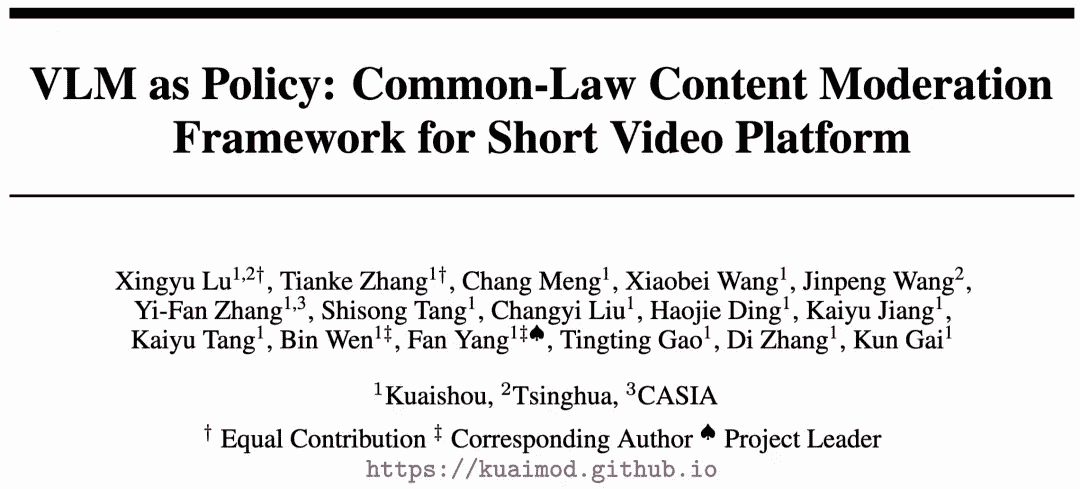 VLM as Policy: Common-Law Content Moderation
Framework for Short Video Platform
Xingyu Lu1,2†, Tianke Zhang1†, Chang Meng1, Xiaobei Wang1, Jinpeng Wang2,
Yi-Fan Zhang1,3, Shisong Tang1, Changyi Liu1, Haojie Ding1, Kaiyu Jiang1,
Kaiyu Tang1, Bin Wen1‡, Fan Yang1‡♠, Tingting Gao1, Di Zhang1, Kun Gai1
1Kuaishou, 2Tsinghua, 3CASIA
† Equal Contribution ‡ Corresponding Author ♠ Project Leader
https://kuaimod.github.io